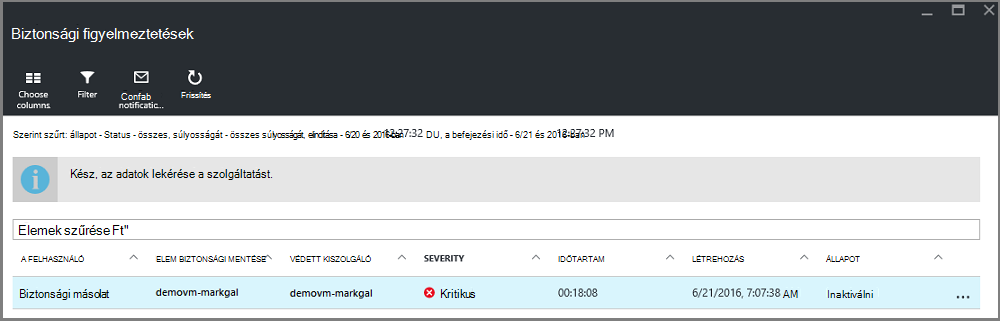 Biztonsági figyelmeztetések
Choose columns
Filter
Confab notificatic...
Frissítés
Szerint szűrt: állapot - Status - összes, súlyosságát - összes súlyosságát, - 6/20 és 12:27:32 DU, a befejezési idő - 6/21 és 12:27:32 PM
Kész, az adatok lekérése a szolgáltatást.
Elemek szűrése Ft"
A FELHASZNÁLÓ ELEM BIZTONSÁGI MENTÉSE VÉDETT KISZOLGÁLÓ SEVERITY IDŐTARTAM LÉTREHOZÁS ÁLLAPOT
Biztonsági másolat demovm-markgal demovm-markgal Kritikus 00:18:08 6/21/2016, 7:07:38 AM Inaktiválni ...